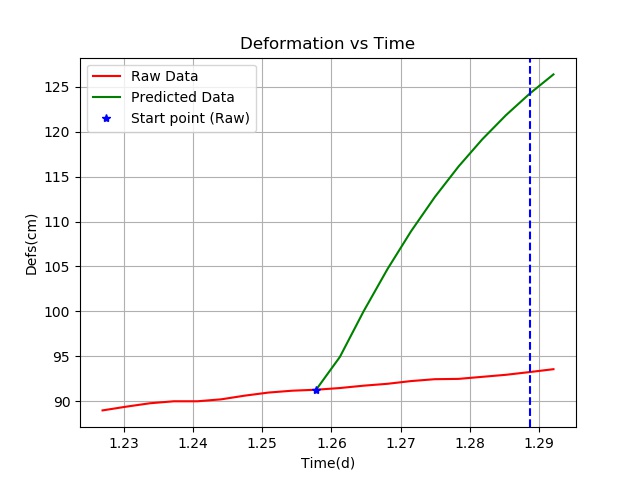 Deformation vs Time
Raw Data
Predicted Data
Start point (Raw)
Defs(cm)
125
120
115
110
105
100
95
90
1.23 1.24 1.25 1.26 1.27 1.28 1.29
Time(d)